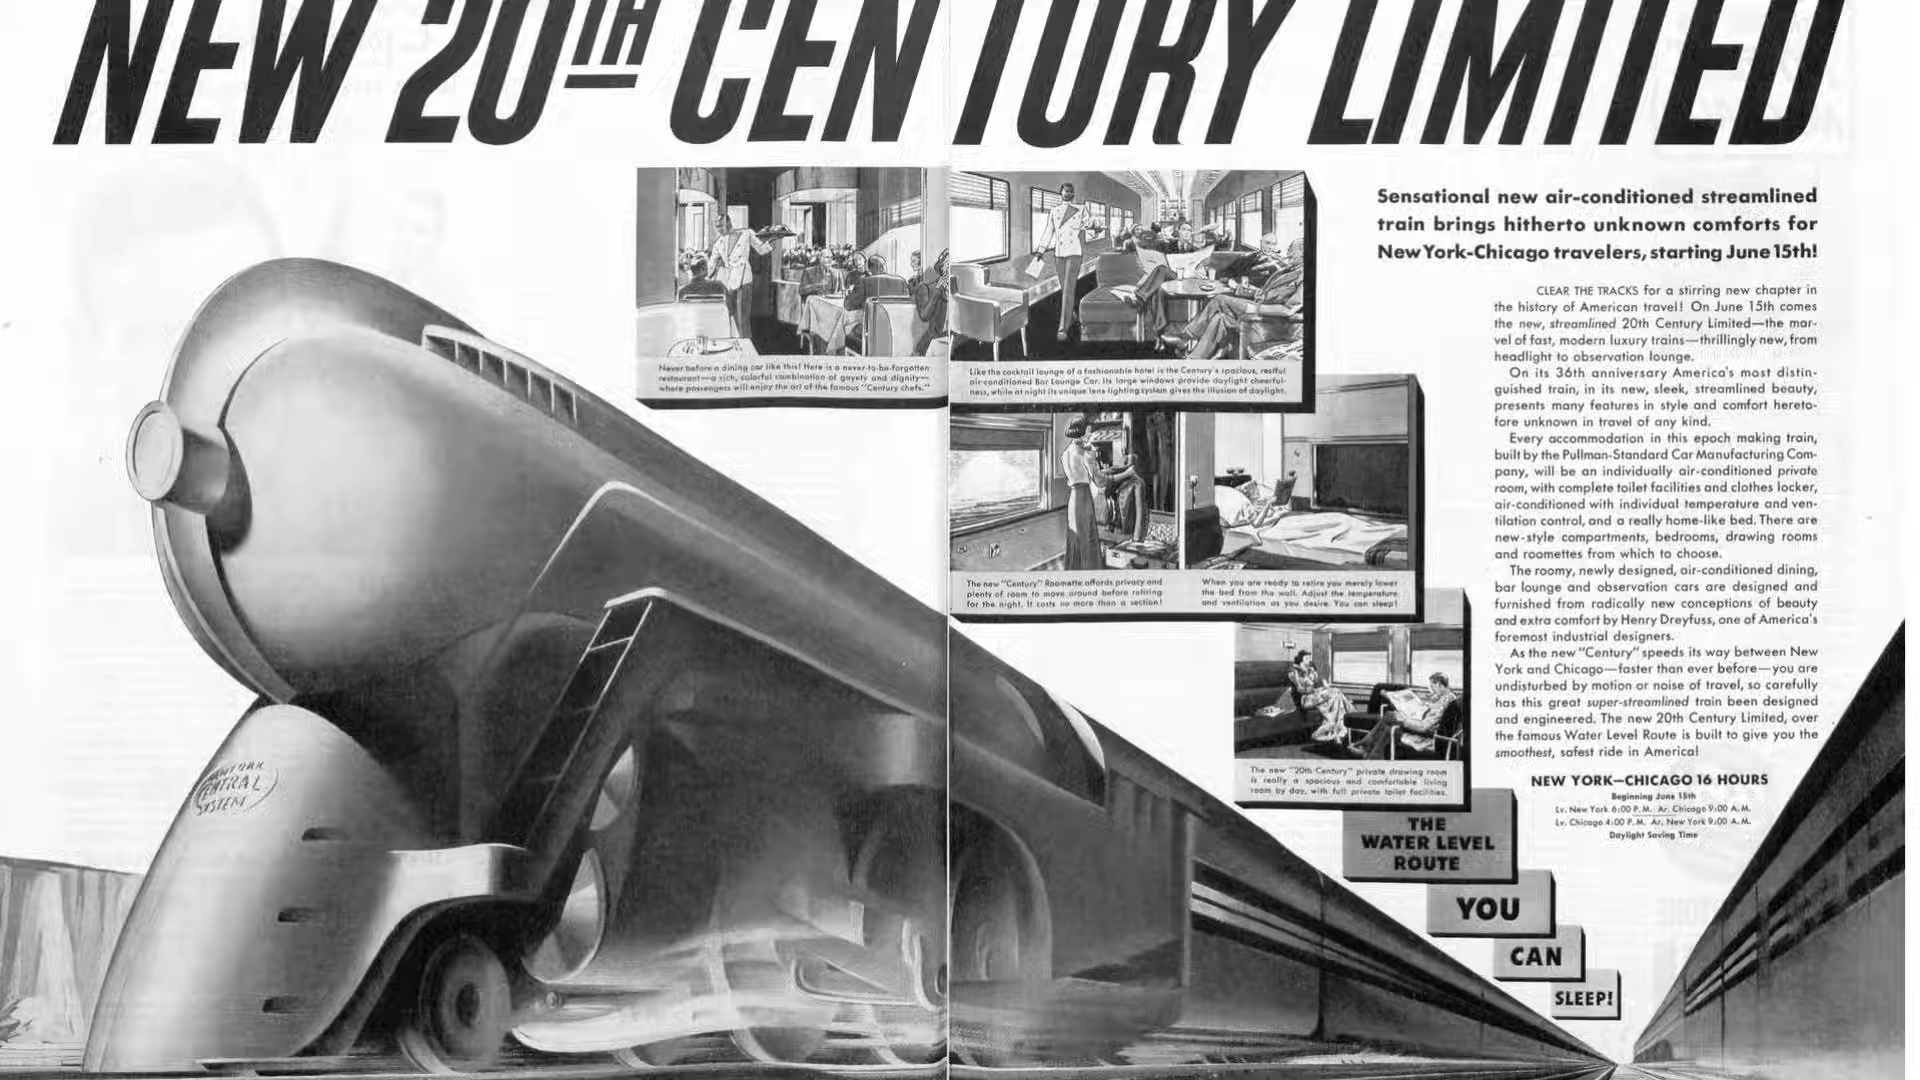 NEW 20TH CENTURY LIMITED
Sensational new air-conditioned streamlined
train brings hitherto unknown comforts for
New York-Chicago travelers, starting June 15th!
CLEAR THE TRACKS for a stirring new chapter in
the history of American travel! On June 15th comes
the new, streamlined 20th Century Limited—the mar-
vel of fast, modern luxury trains—thrillingly new, from
headlight to observation lounge.
On its 36th anniversary America's most distin-
guished train, in its new, sleek, streamlined beauty,
presents many features in style and comfort hereto-
fore unknown in travel of any kind.
Every accommodation in this epoch making train,
built by the Pullman-Standard Car Manufacturing Com-
pany, will be an individually air-conditioned private
room, with complete toilet facilities and clothes locker,
air-conditioned with individual temperature and ven-
tilation control, and a really home-like bed. There are
new-style compartments, bedrooms, drawing rooms
and roomettes from which to choose.
The roomy, newly designed, air-conditioned dining,
bar lounge and observation cars are designed and
furnished from radically new conceptions of beauty
and extra comfort by Henry Dreyfuss, one of America's
foremost industrial designers.
As the new "Century" speeds its way between New
York and Chicago—faster than ever before—you are
undisturbed by motion or noise of travel, so carefully
has this great super-streamlined train been designed
and engineered. The new 20th Century Limited, over
the famous Water Level Route is built to give you the
smoothest, safest ride in America!
NEW YORK—CHICAGO 16 HOURS
Beginning June 15th
Lv. New York 6:00 P.M. Ar. Chicago 9:00 A.M.
Lv. Chicago 4:00 P.M. Ar. New York 9:00 A.M.
Daylight Saving Time
Never before a dining car like this! Here is a never-to-be-forgotten
restaurant—a rich, colorful combination of gayety and dignity—
where passengers will enjoy the art of the famous "Century chefs."
Like the cocktail lounge of a fashionable hotel is the Century's spacious, restful
air-conditioned Bar Lounge Car. Its large windows provide daylight cheerful-
ness, while at night its unique lens lighting system gives the illusion of daylight.
The new "Century" Roomette affords privacy and
plenty of room to move around before retiring
for the night. It costs no more than a section!
When you are ready to retire you merely lower
the bed from the wall. Adjust the temperature
and ventilation as you desire. You can sleep!
The new "20th Century" private drawing room
is really a spacious and comfortable living
room by day, with full private toilet facilities.
THE
WATER LEVEL
ROUTE
YOU
CAN
SLEEP!
NEW YORK
CENTRAL
SYSTEM